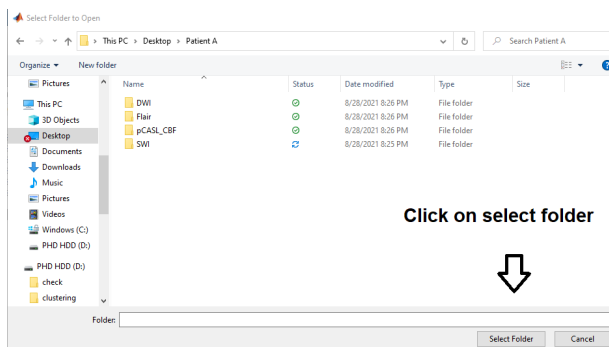 Select Folder to Open
This PC > Desktop > Patient A
Search Patient A
Organize
New folder
Name
Status
Date modified
Type
Size
Pictures
This PC
3D Objects
Desktop
Documents
Downloads
Music
Pictures
Videos
Windows (C:)
PHD HDD (D:)
PHD HDD (D:)
check
clustering
DWI
8/28/2021 8:26 PM
File folder
Flair
8/28/2021 8:26 PM
File folder
pCASL_CBF
8/28/2021 8:26 PM
File folder
SWI
8/28/2021 8:25 PM
File folder
Click on select folder
Folder:
Select Folder
Cancel